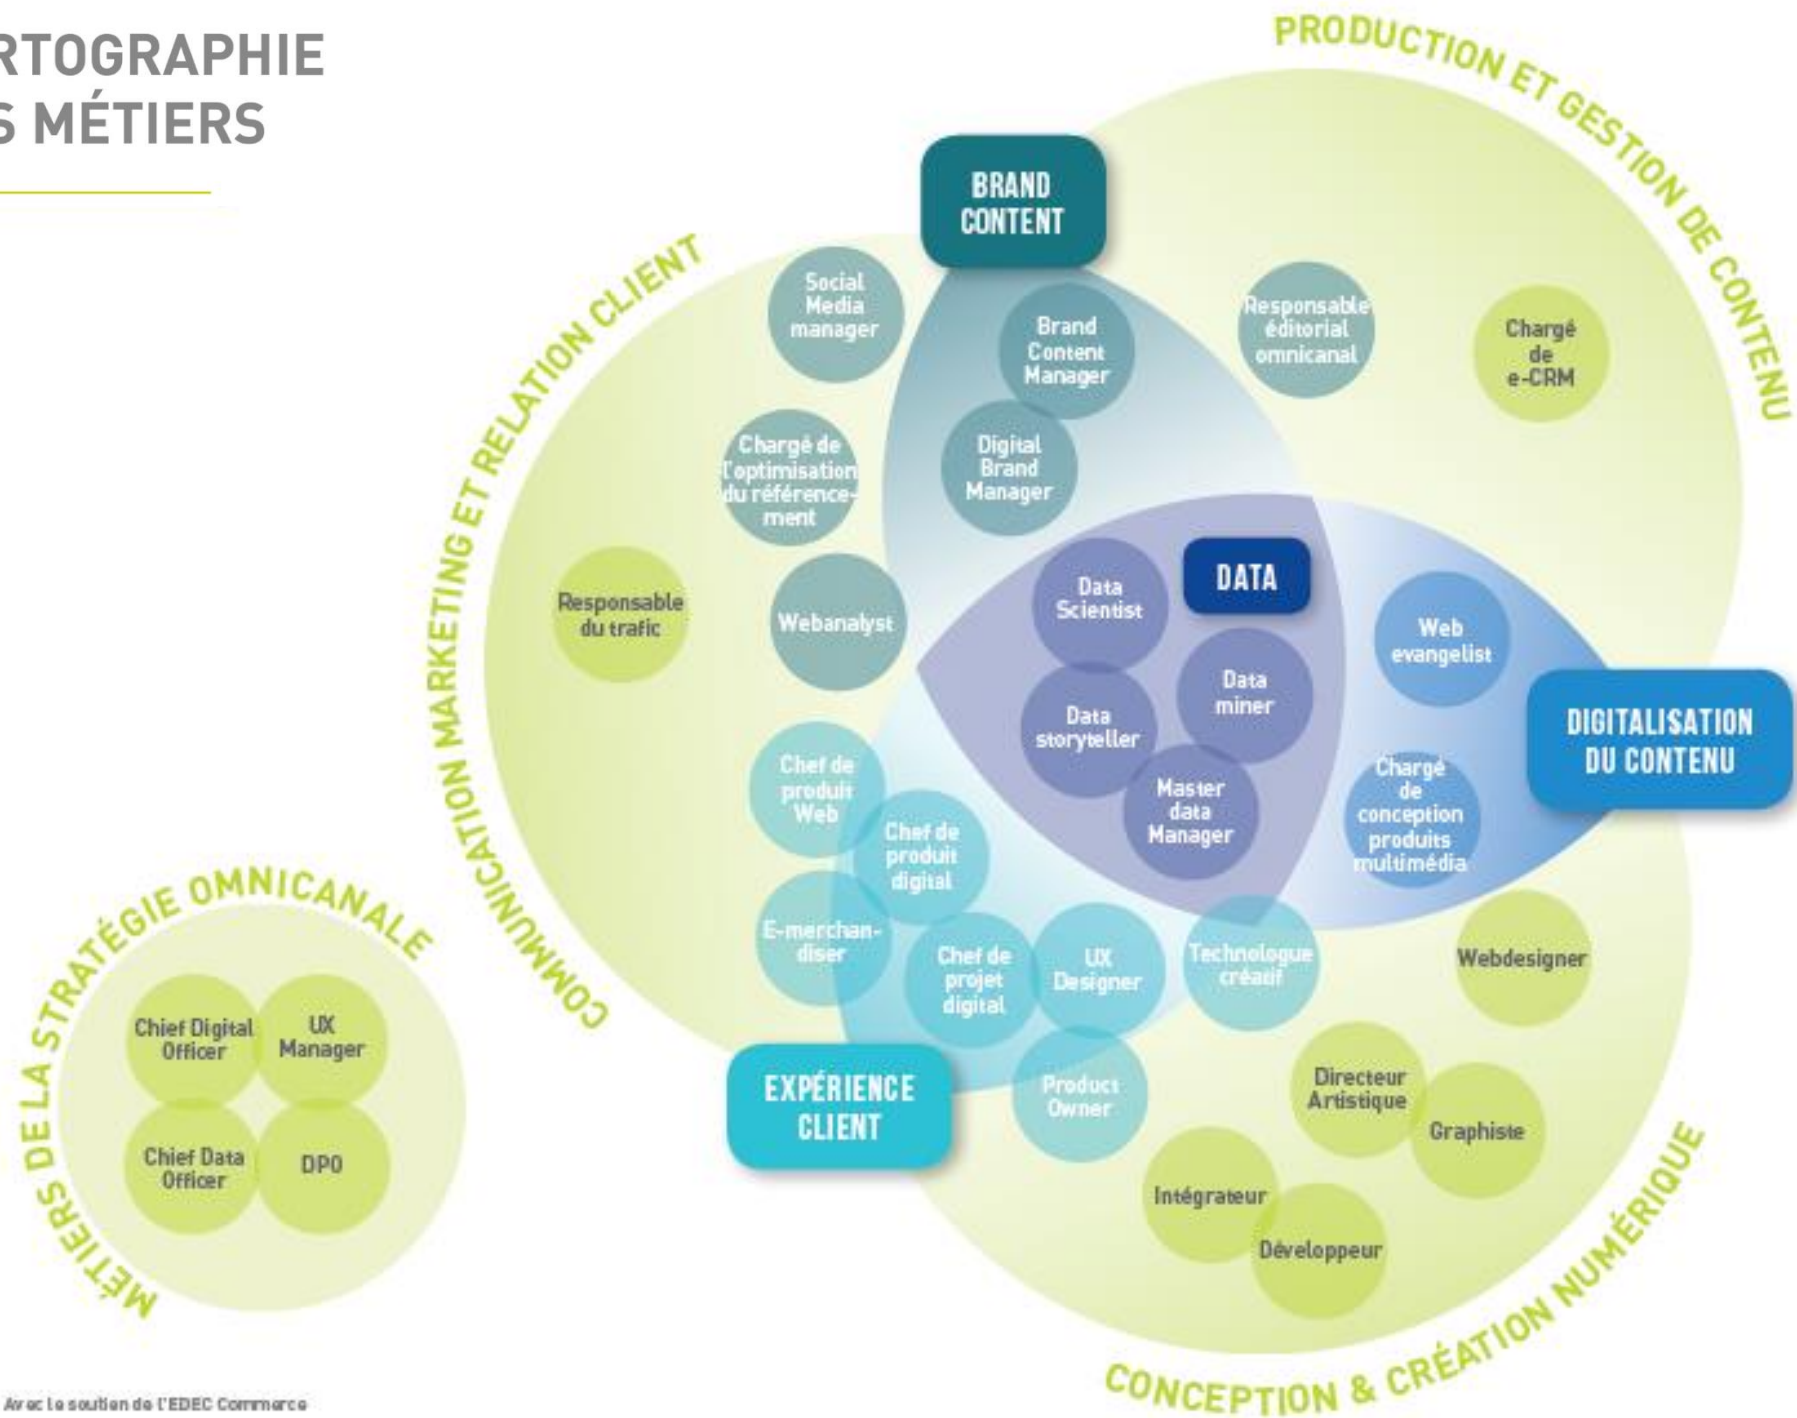 RTOGRAPHIE
S MÉTIERS
PRODUCTION ET GESTION DE CONTENU
BRAND
CONTENT
COMMUNICATION MARKETING ET RELATION CLIENT
Social
Media
manager
Brand
Content
Manager
Responsable
éditorial
omnicanal
Chargé
de
e-CRM
Chargé de
l'optimisation
du référence-
ment
Digital
Brand
Manager
Responsable
du trafic
Webanalyst
Data
Scientist
DATA
Web
evangelist
Data
miner
Data
storyteller
DIGITALISATION
DU CONTENU
Chef de
produit
Web
Master
data
Manager
Chargé
de
conception
produits
multimédia
Chef de
produit
digital
E-merchan-
diser
Chef de
projet
digital
UX
Designer
Technologue
créatif
Webdesigner
EXPÉRIENCE
CLIENT
Product
Owner
Directeur
Artistique
Graphiste
Intégrateur
Développeur
CONCEPTION & CRÉATION NUMÉRIQUE
MÉTIERS DE LA STRATÉGIE OMNICANALE
Chief Digital
Officer
UX
Manager
Chief Data
Officer
DPO
Avec le soutien de l'EDEC Commerce